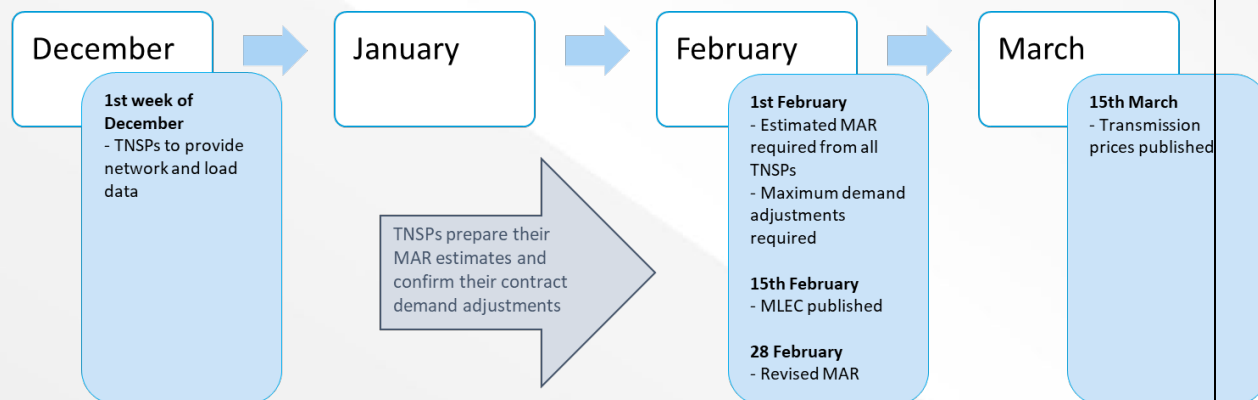 December
1st week of
December
- TNSPs to provide
network and load
data
January
TNSPs prepare their
MAR estimates and
confirm their contract
demand adjustments
February
1st February
- Estimated MAR
required from all
TNSPs
- Maximum demand
adjustments
required
15th February
- MLEC published
28 February
- Revised MAR
March
15th March
- Transmission
prices published